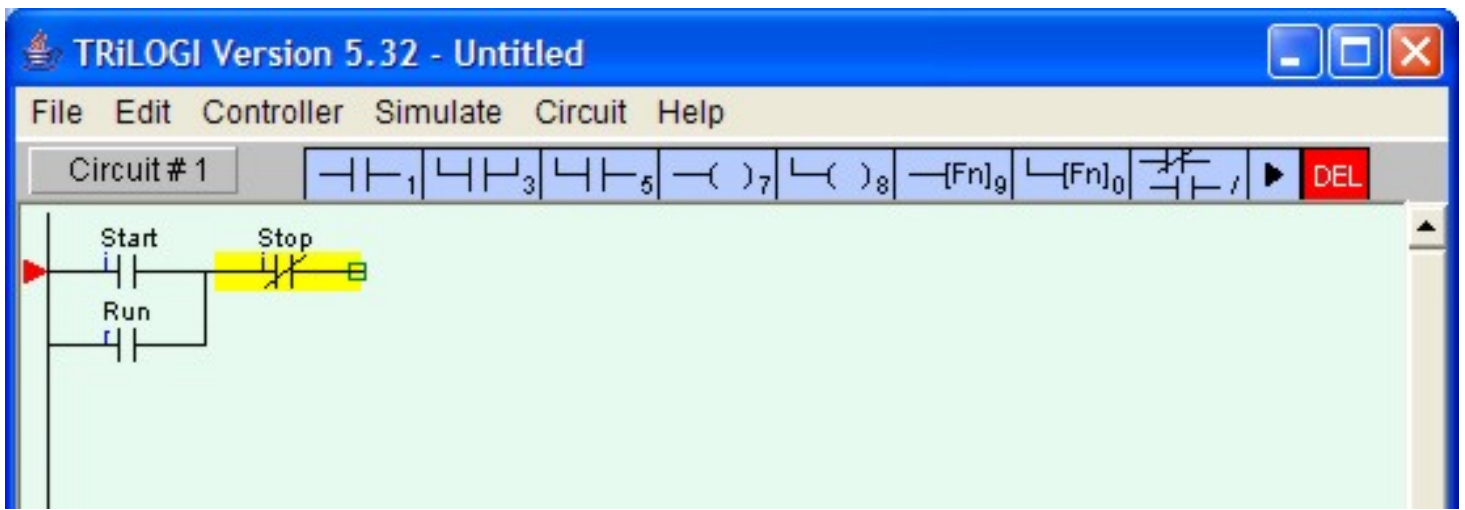 TRiLOGI Version 5.32 - Untitled
File Edit Controller Simulate Circuit Help
Circuit # 1 1 3 5 ( )7 ( )8 [Fn]9 [Fn]0 / DEL
Start Stop
i i
Run
r